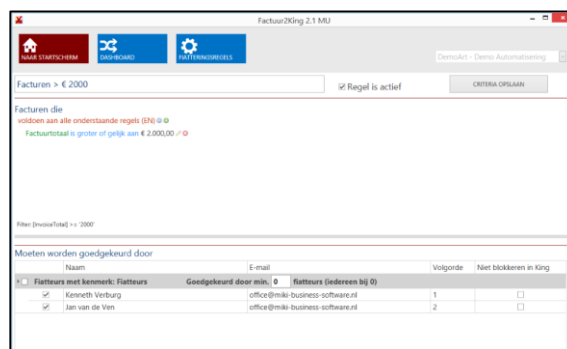 Factuur2King 2.1 MU
NAAR STARTSCHERM
DASHBOARD
FIATTERINGSREGELS
DemoArt - Demo Automatisering
Facturen > € 2000
Regel is actief
CRITERIA OPSLAAN
Facturen die
voldoen aan alle onderstaande regels (EN)
Factuurtotaal is groter of gelijk aan € 2.000,00
Filter: [InvoiceTotal] >= '2000'
Moeten worden goedgekeurd door
Naam E-mail Volgorde Niet blokkeren in King
Fiatteurs met kenmerk: Fiatteurs Goedgekeurd door min. 0 fiatteurs (iedereen bij 0)
Kenneth Verburg office@miki-business-software.nl 1
Jan van de Ven office@miki-business-software.nl 2